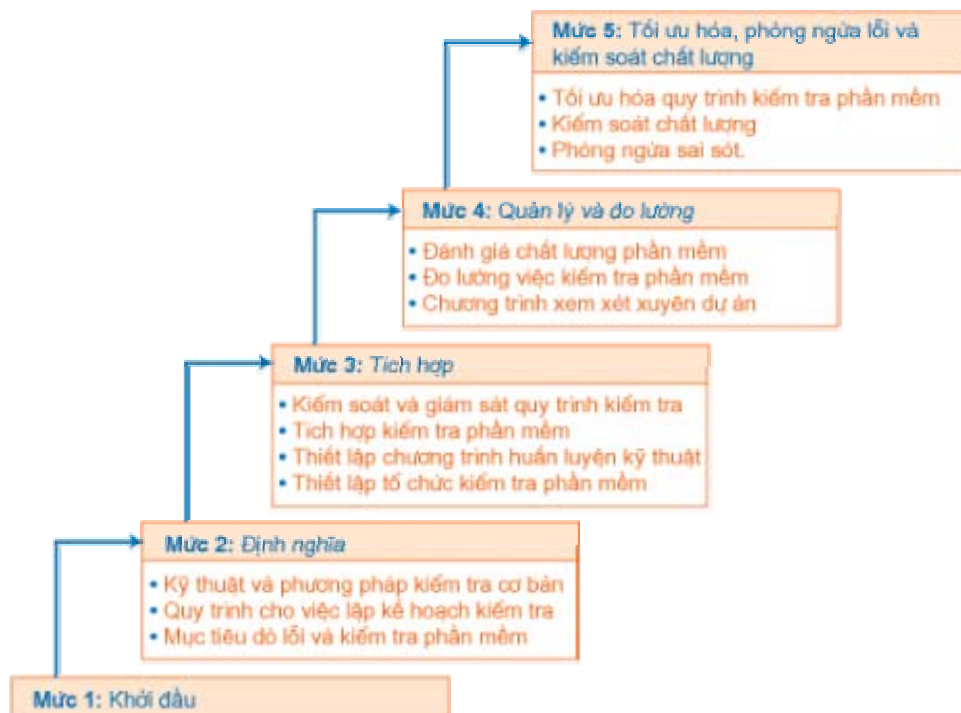 Mức 5: Tối ưu hóa, phòng ngừa lỗi và
kiểm soát chất lượng
• Tối ưu hóa quy trình kiểm tra phần mềm
• Kiểm soát chất lượng
• Phòng ngừa sai sót.
Mức 4: Quản lý và đo lường
• Đánh giá chất lượng phần mềm
• Đo lường việc kiểm tra phần mềm
• Chương trình xem xét xuyên dự án
Mức 3: Tích hợp
• Kiểm soát và giám sát quy trình kiểm tra
• Tích hợp kiểm tra phần mềm
• Thiết lập chương trình huấn luyện kỹ thuật
• Thiết lập tổ chức kiểm tra phần mềm
Mức 2: Định nghĩa
• Kỹ thuật và phương pháp kiểm tra cơ bản
• Quy trình cho việc lập kế hoạch kiểm tra
• Mục tiêu dò lỗi và kiểm tra phần mềm
Mức 1: Khởi đầu